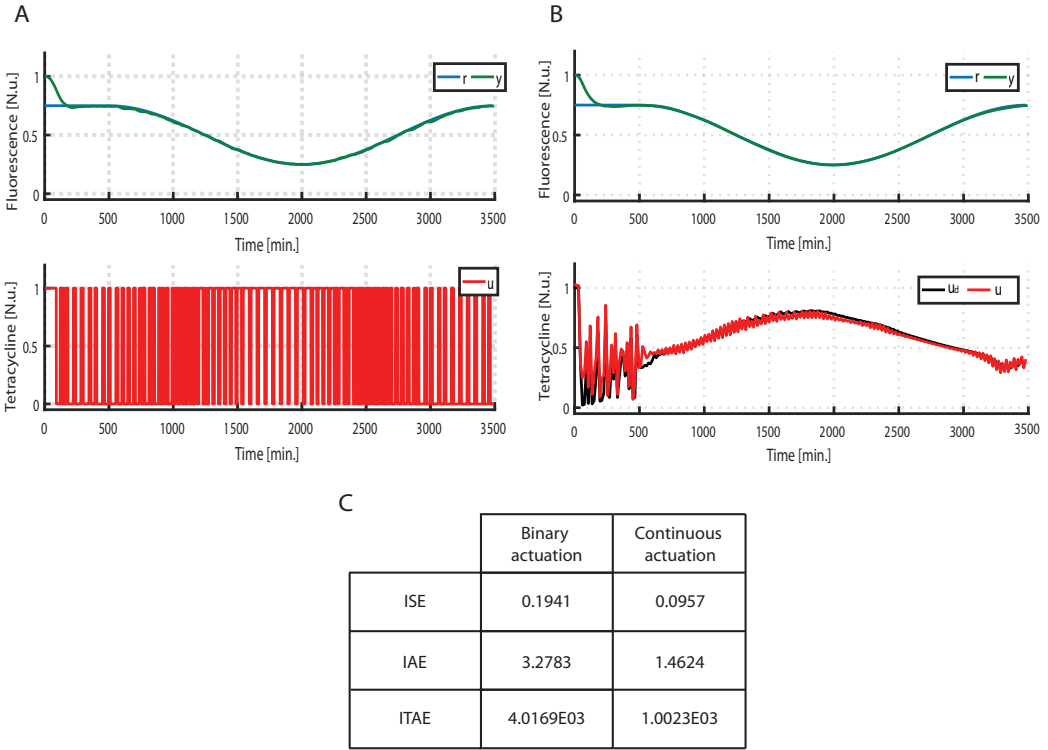 A
Fluorescence [N.u.]
1
0.5
0
r y
0 500 1000 1500 2000 2500 3000 3500
Time [min.]
Tetracycline [N.u.]
1
0.5
0
u
0 500 1000 1500 2000 2500 3000 3500
Time [min.]
B
Fluorescence [N.u.]
1
0.5
0
r y
0 500 1000 1500 2000 2500 3000 3500
Time [min.]
Tetracycline [N.u.]
1
0.5
0
ud u
0 500 1000 1500 2000 2500 3000 3500
Time [min.]
C
Binary actuation Continuous actuation
ISE 0.1941 0.0957
IAE 3.2783 1.4624
ITAE 4.0169E03 1.0023E03